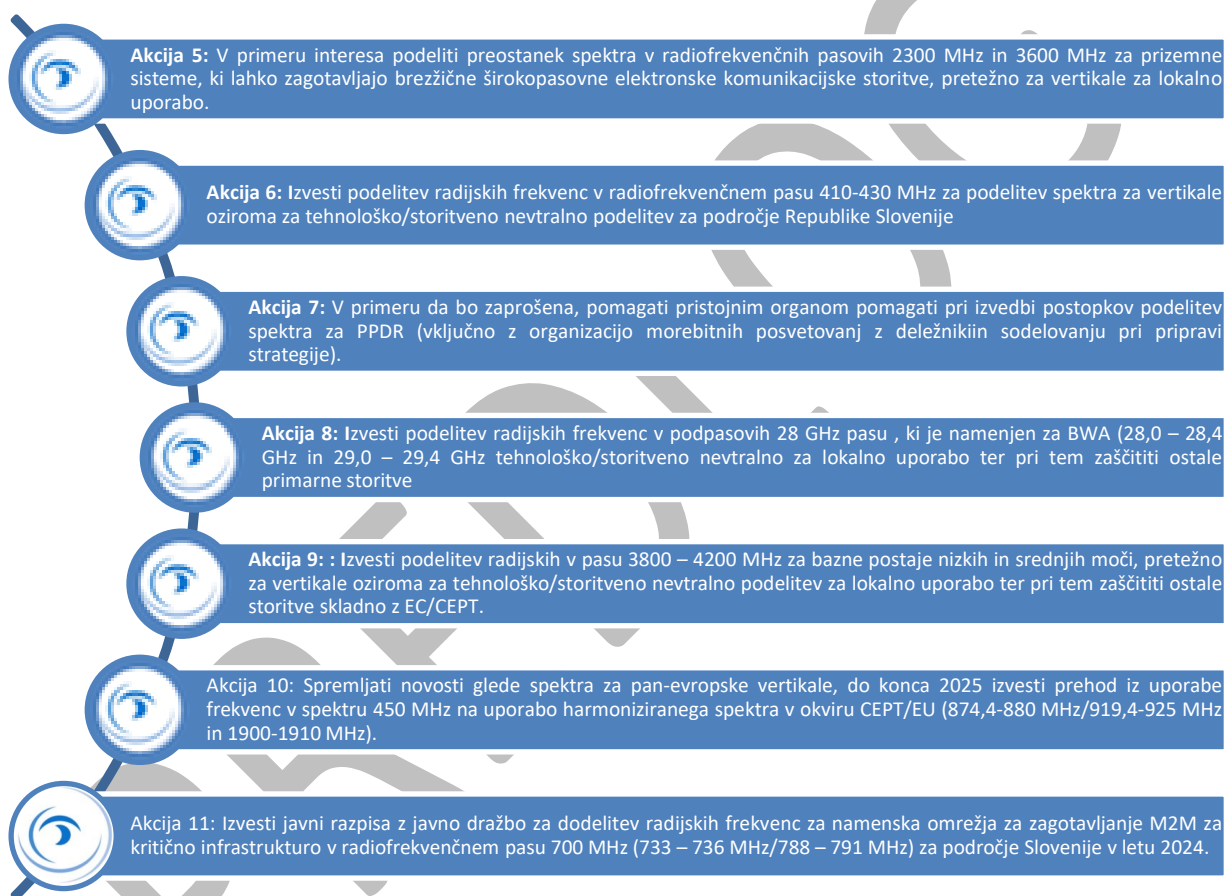 Akcija 5: V primeru interesa podeliti preostanek spektra v radiofrekvenčnih pasovih 2300 MHz in 3600 MHz za prizemne
sisteme, ki lahko zagotavljajo brezžične širokopasovne elektronske komunikacijske storitve, pretežno za vertikale za lokalno
uporabo.
Akcija 6: Izvesti podelitev radijskih frekvenc v radiofrekvenčnem pasu 410-430 MHz za podelitev spektra za vertikale
oziroma za tehnološko/storitveno nevtralno podelitev za področje Republike Slovenije
Akcija 7: V primeru da bo zaprošena, pomagati pristojnim organom pomagati pri izvedbi postopkov podelitev
spektra za PPDR (vključno z organizacijo morebitnih posvetovanj z deležnikiin sodelovanju pri pripravi
strategije).
Akcija 8: Izvesti podelitev radijskih frekvenc v podpasovih 28 GHz pasu , ki je namenjen za BWA (28,0 – 28,4
GHz in 29,0 – 29,4 GHz tehnološko/storitveno nevtralno za lokalno uporabo ter pri tem zaščititi ostale
primarne storitve
Akcija 9: : Izvesti podelitev radijskih v pasu 3800 – 4200 MHz za bazne postaje nizkih in srednjih moči, pretežno
za vertikale oziroma za tehnološko/storitveno nevtralno podelitev za lokalno uporabo ter pri tem zaščititi ostale
storitve skladno z EC/CEPT.
Akcija 10: Spremljati novosti glede spektra za pan-evropske vertikale, do konca 2025 izvesti prehod iz uporabe
frekvenc v spektru 450 MHz na uporabo harmoniziranega spektra v okviru CEPT/EU (874,4-880 MHz/919,4-925 MHz
in 1900-1910 MHz).
Akcija 11: Izvesti javni razpisa z javno dražbo za dodelitev radijskih frekvenc za namenska omrežja za zagotavljanje M2M za
kritično infrastrukturo v radiofrekvenčnem pasu 700 MHz (733 – 736 MHz/788 – 791 MHz) za področje Slovenije v letu 2024.